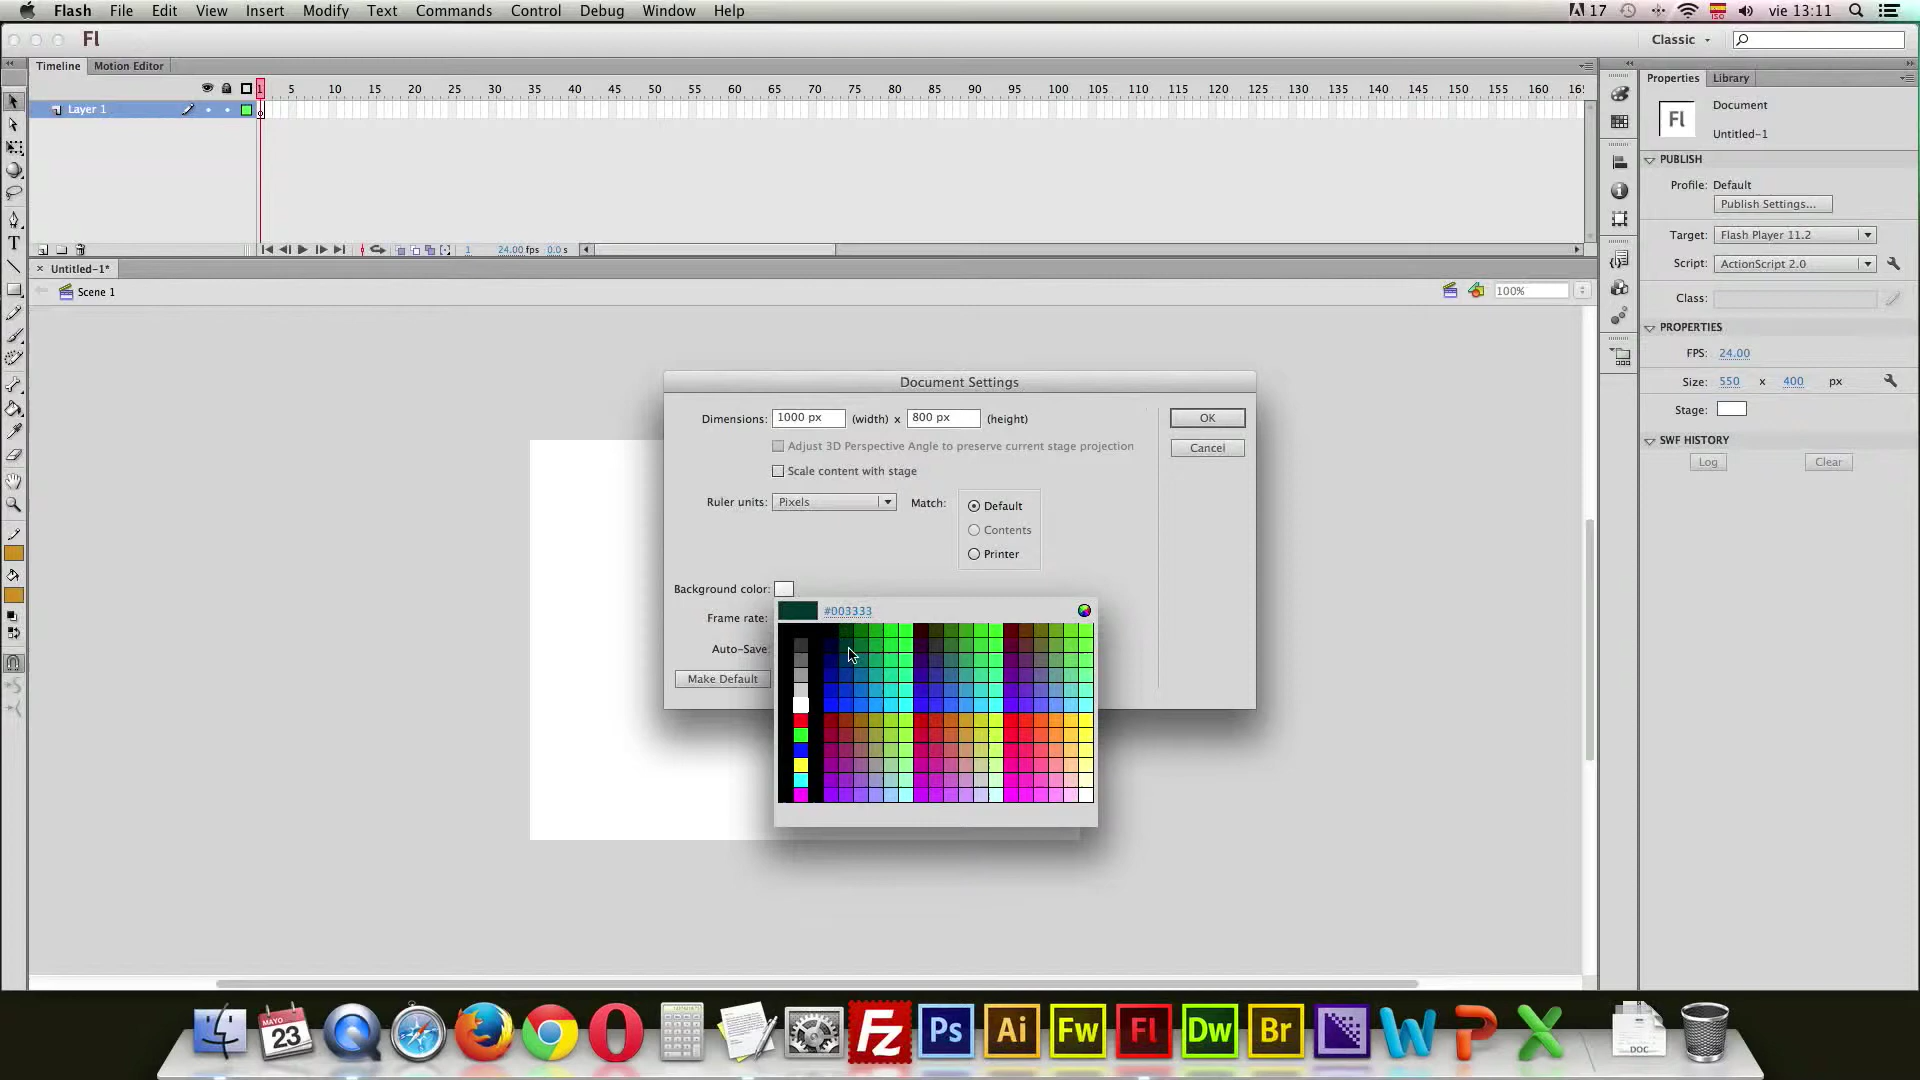 Flash File Edit View Insert Modify Text Commands Control Debug Window Help 17 ISO vie 13:11
Fl Classic
Timeline Motion Editor
1 5 10 15 20 25 30 35 40 45 50 55 60 65 70 75 80 85 90 95 100 105 110 115 120 125 130 135 140 145 150 155 160 165
Layer 1
1 24.00 fps 0.0 s
Untitled-1*
Scene 1 100%
Properties Library
Fl Document
Untitled-1
PUBLISH
Profile: Default
Publish Settings...
Target: Flash Player 11.2
Script: ActionScript 2.0
Class:
PROPERTIES
FPS: 24.00
Size: 550 x 400 px
Stage:
SWF HISTORY
Log Clear
Document Settings
Dimensions: 1000 px (width) x 800 px (height) OK
Adjust 3D Perspective Angle to preserve current stage projection Cancel
Scale content with stage
Ruler units: Pixels Match: Default
Contents
Printer
Background color:
#003333
Frame rate:
Auto-Save
Make Default
MAYO
23
Fz Ps Ai Fw Fl Dw Br W P X
DOC